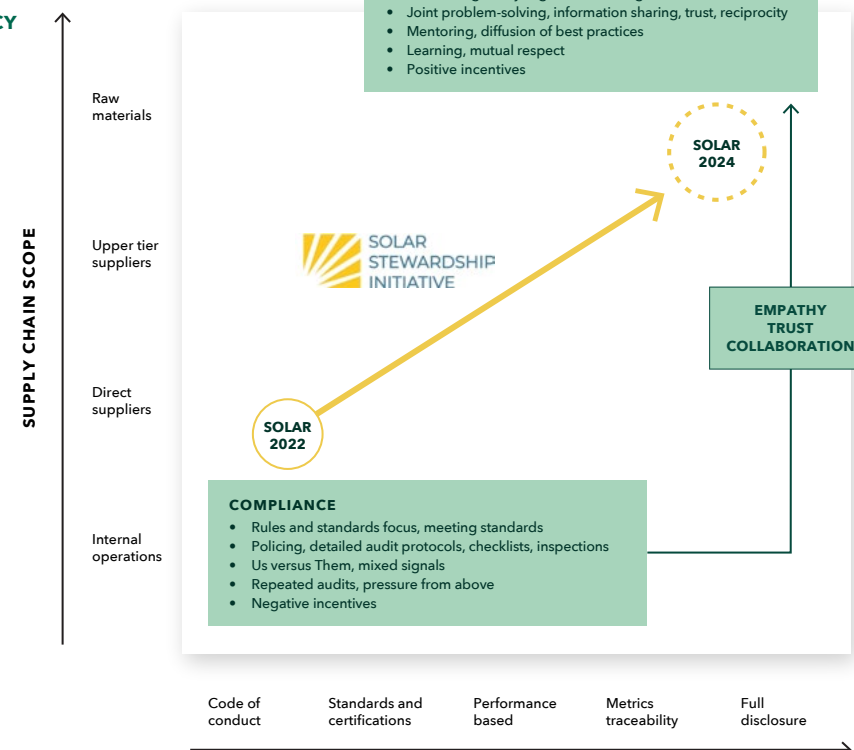 • Joint problem-solving, information sharing, trust, reciprocity
• Mentoring, diffusion of best practices
• Learning, mutual respect
• Positive incentives
Raw
materials
SOLAR
2024
SUPPLY CHAIN SCOPE
Upper tier
suppliers
SOLAR
STEWARDSHIP
INITIATIVE
EMPATHY
TRUST
COLLABORATION
Direct
suppliers
SOLAR
2022
COMPLIANCE
• Rules and standards focus, meeting standards
• Policing, detailed audit protocols, checklists, inspections
• Us versus Them, mixed signals
• Repeated audits, pressure from above
• Negative incentives
Internal
operations
Code of
conduct
Standards and
certifications
Performance
based
Metrics
traceability
Full
disclosure